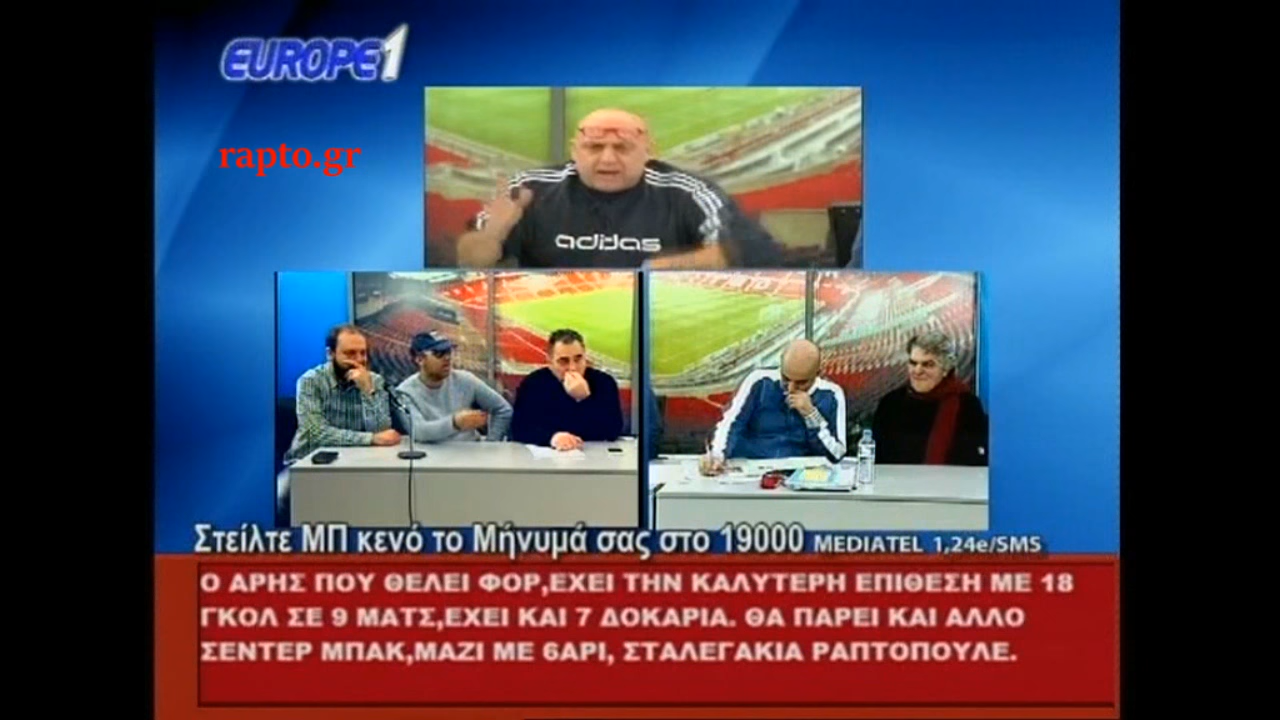 EUROPE 1
rapto.gr
adidas
Στείλτε ΜΠ κενό το Μήνυμά σας στο 19000 MEDIATEL 1,24e/SMS
Ο ΑΡΗΣ ΠΟΥ ΘΕΛΕΙ ΦΟΡ,ΕΧΕΙ ΤΗΝ ΚΑΛΥΤΕΡΗ ΕΠΙΘΕΣΗ ΜΕ 18
ΓΚΟΛ ΣΕ 9 ΜΑΤΣ,ΕΧΕΙ ΚΑΙ 7 ΔΟΚΑΡΙΑ. ΘΑ ΠΑΡΕΙ ΚΑΙ ΑΛΛΟ
ΣΕΝΤΕΡ ΜΠΑΚ,ΜΑΖΙ ΜΕ 6ΑΡΙ, ΣΤΑΛΕΓΑΚΙΑ ΡΑΠΤΟΠΟΥΛΕ.